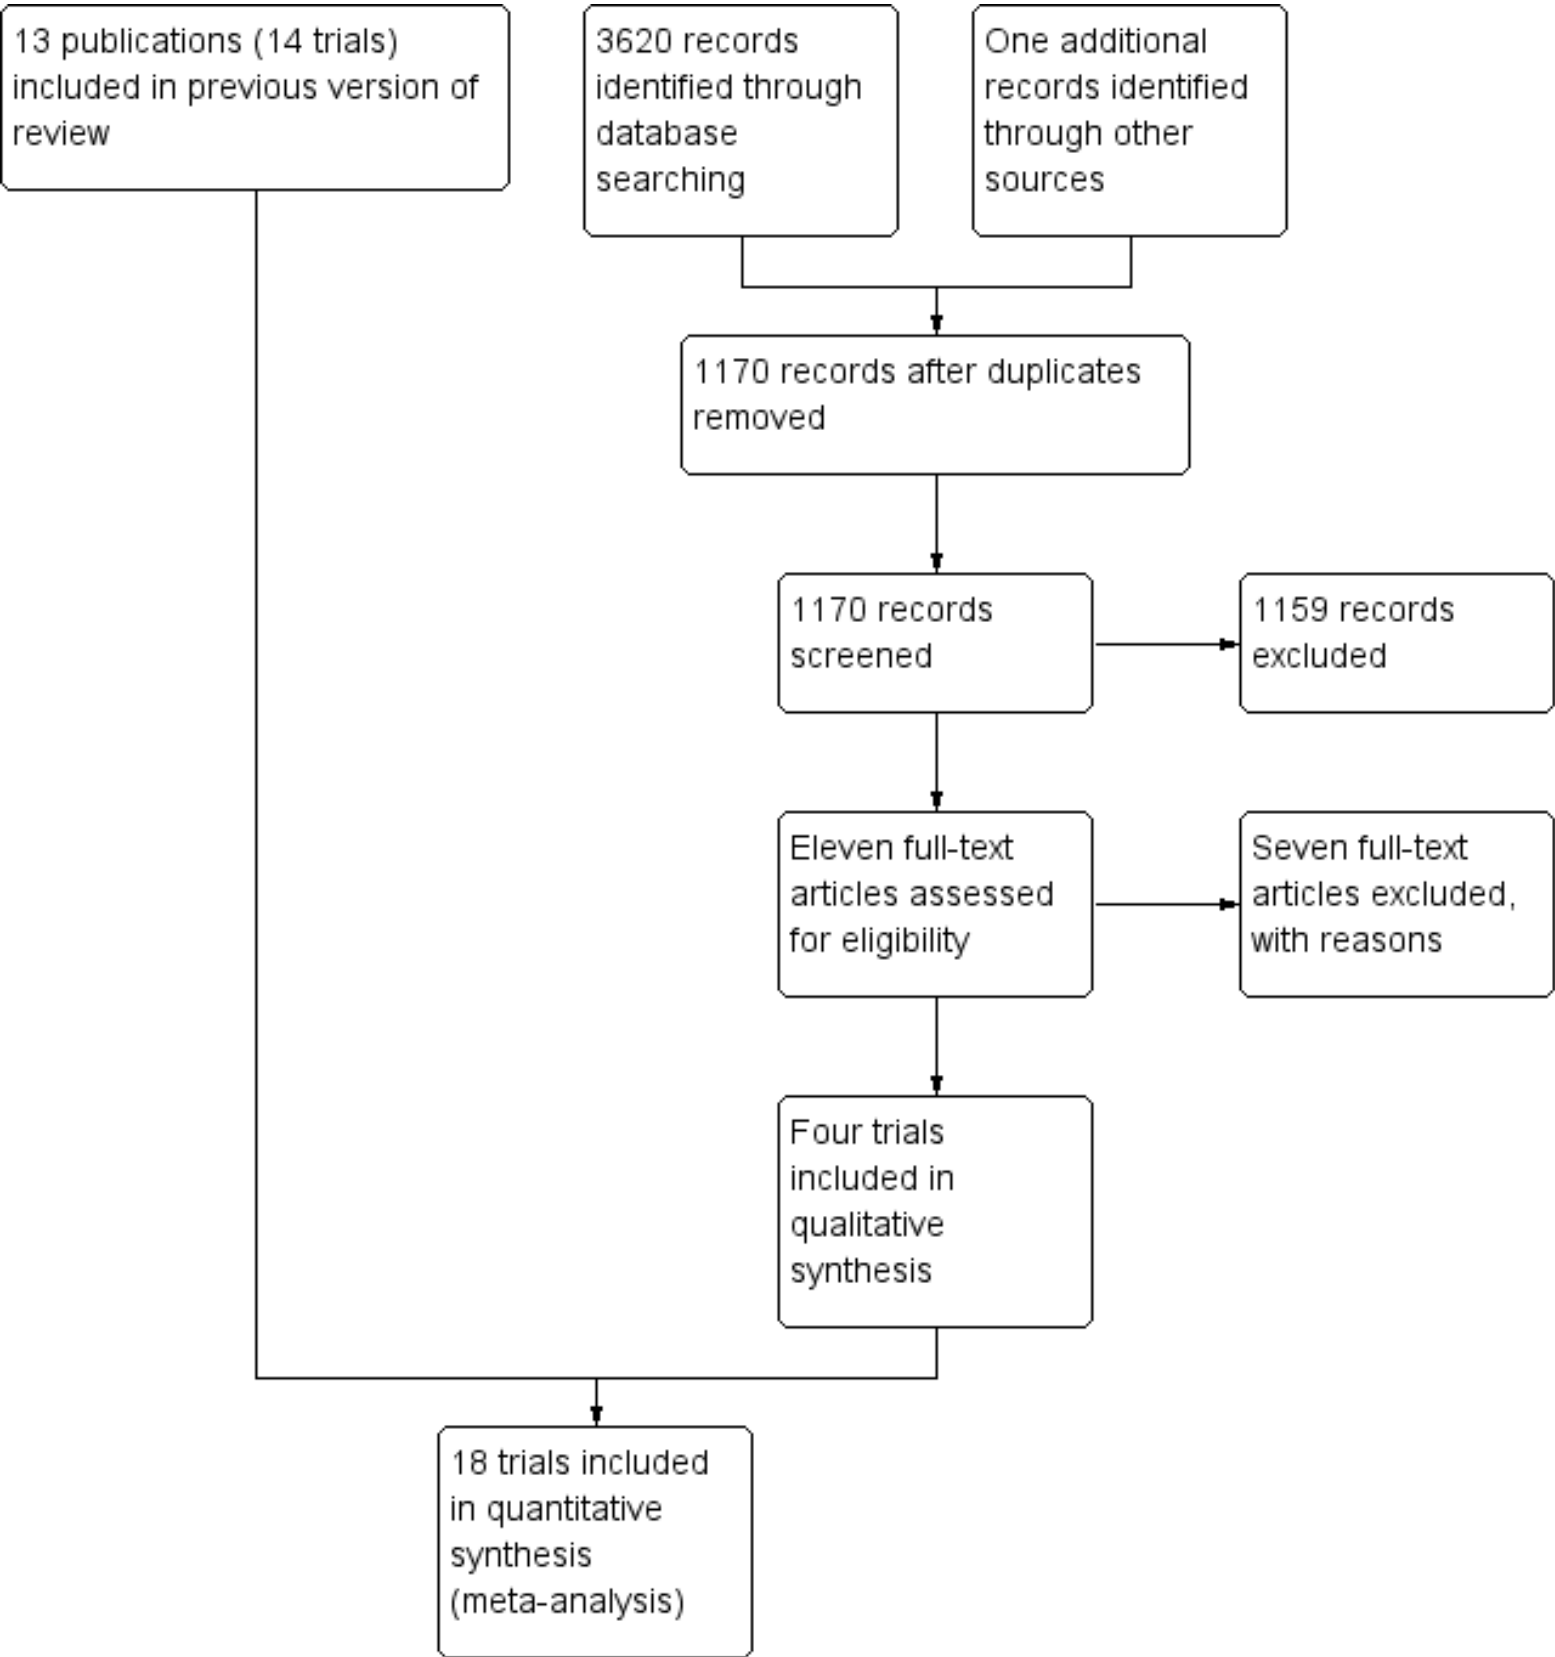 13 publications (14 trials)
included in previous version of
review
3620 records
identified through
database
searching
One additional
records identified
through other
sources
1170 records after duplicates
removed
1170 records
screened
1159 records
excluded
Eleven full-text
articles assessed
for eligibility
Seven full-text
articles excluded,
with reasons
Four trials
included in
qualitative
synthesis
18 trials included
in quantitative
synthesis
(meta-analysis)